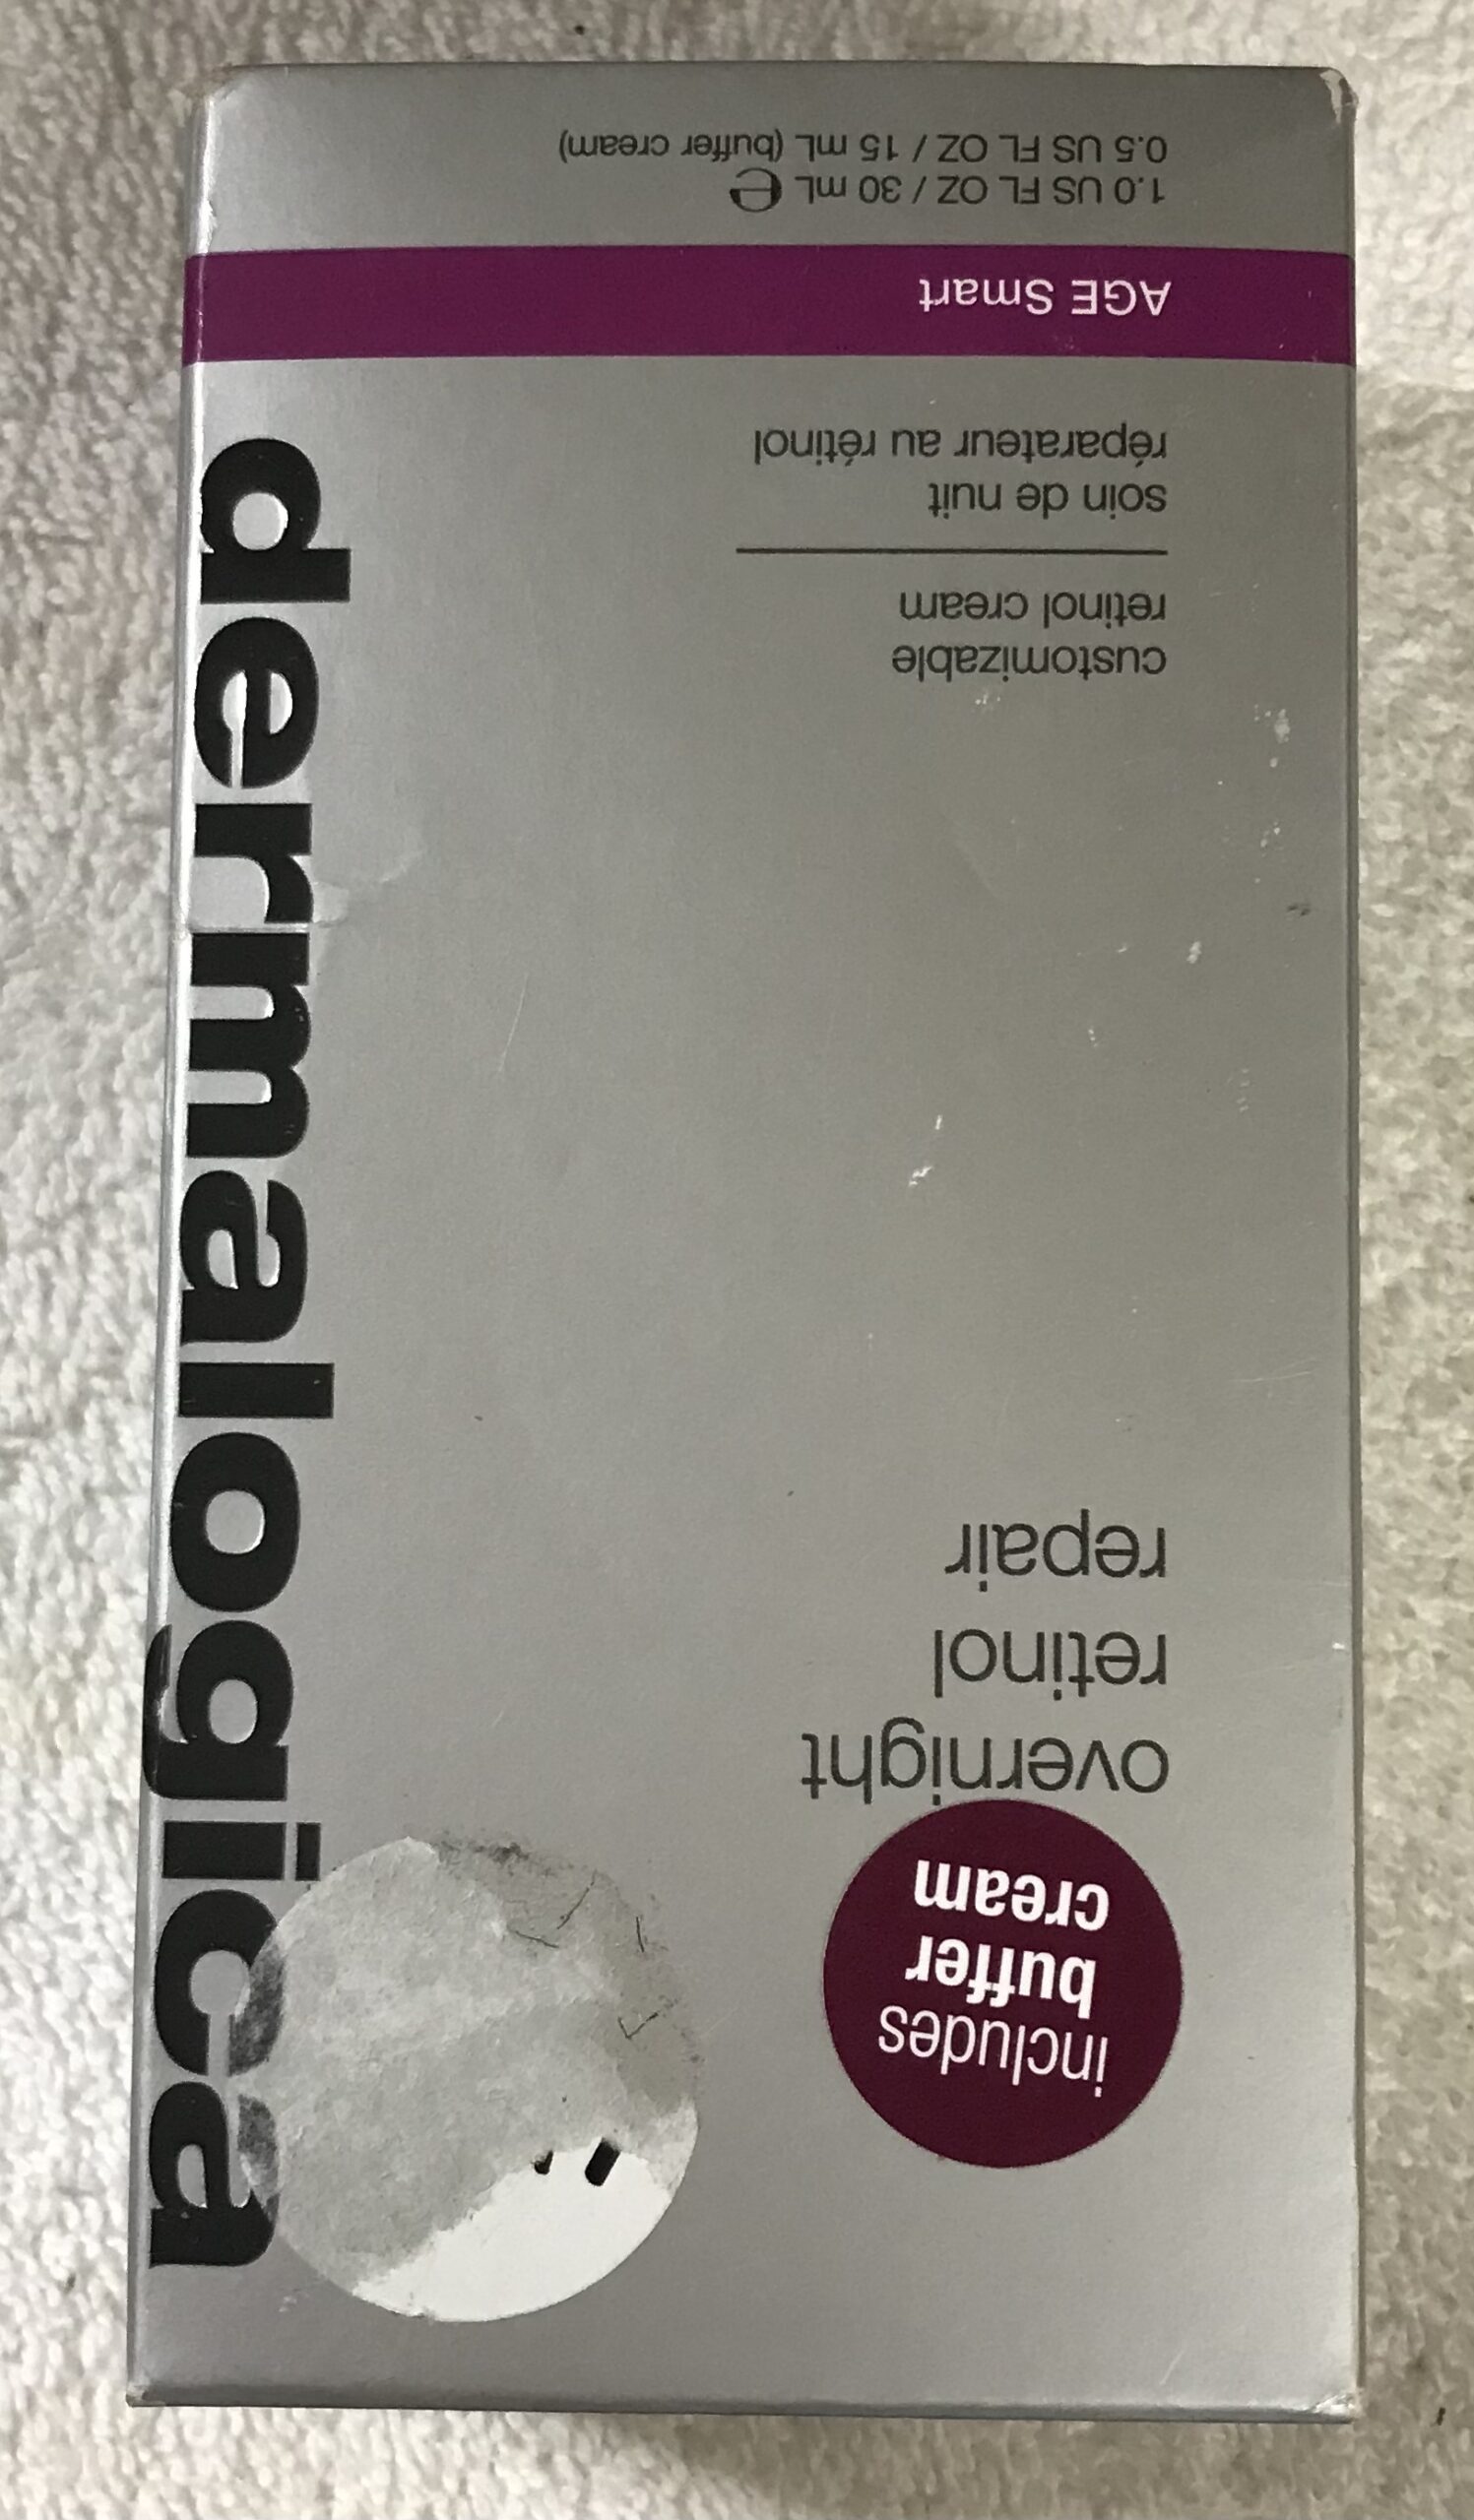 includes
buffer
cream
overnight
retinol
repair
customizable
retinol cream
soin de nuit
réparateur au rétinol
AGE Smart
1.0 US FL OZ / 30 mL ℮
0.5 US FL OZ / 15 mL (buffer cream)
dermalogica